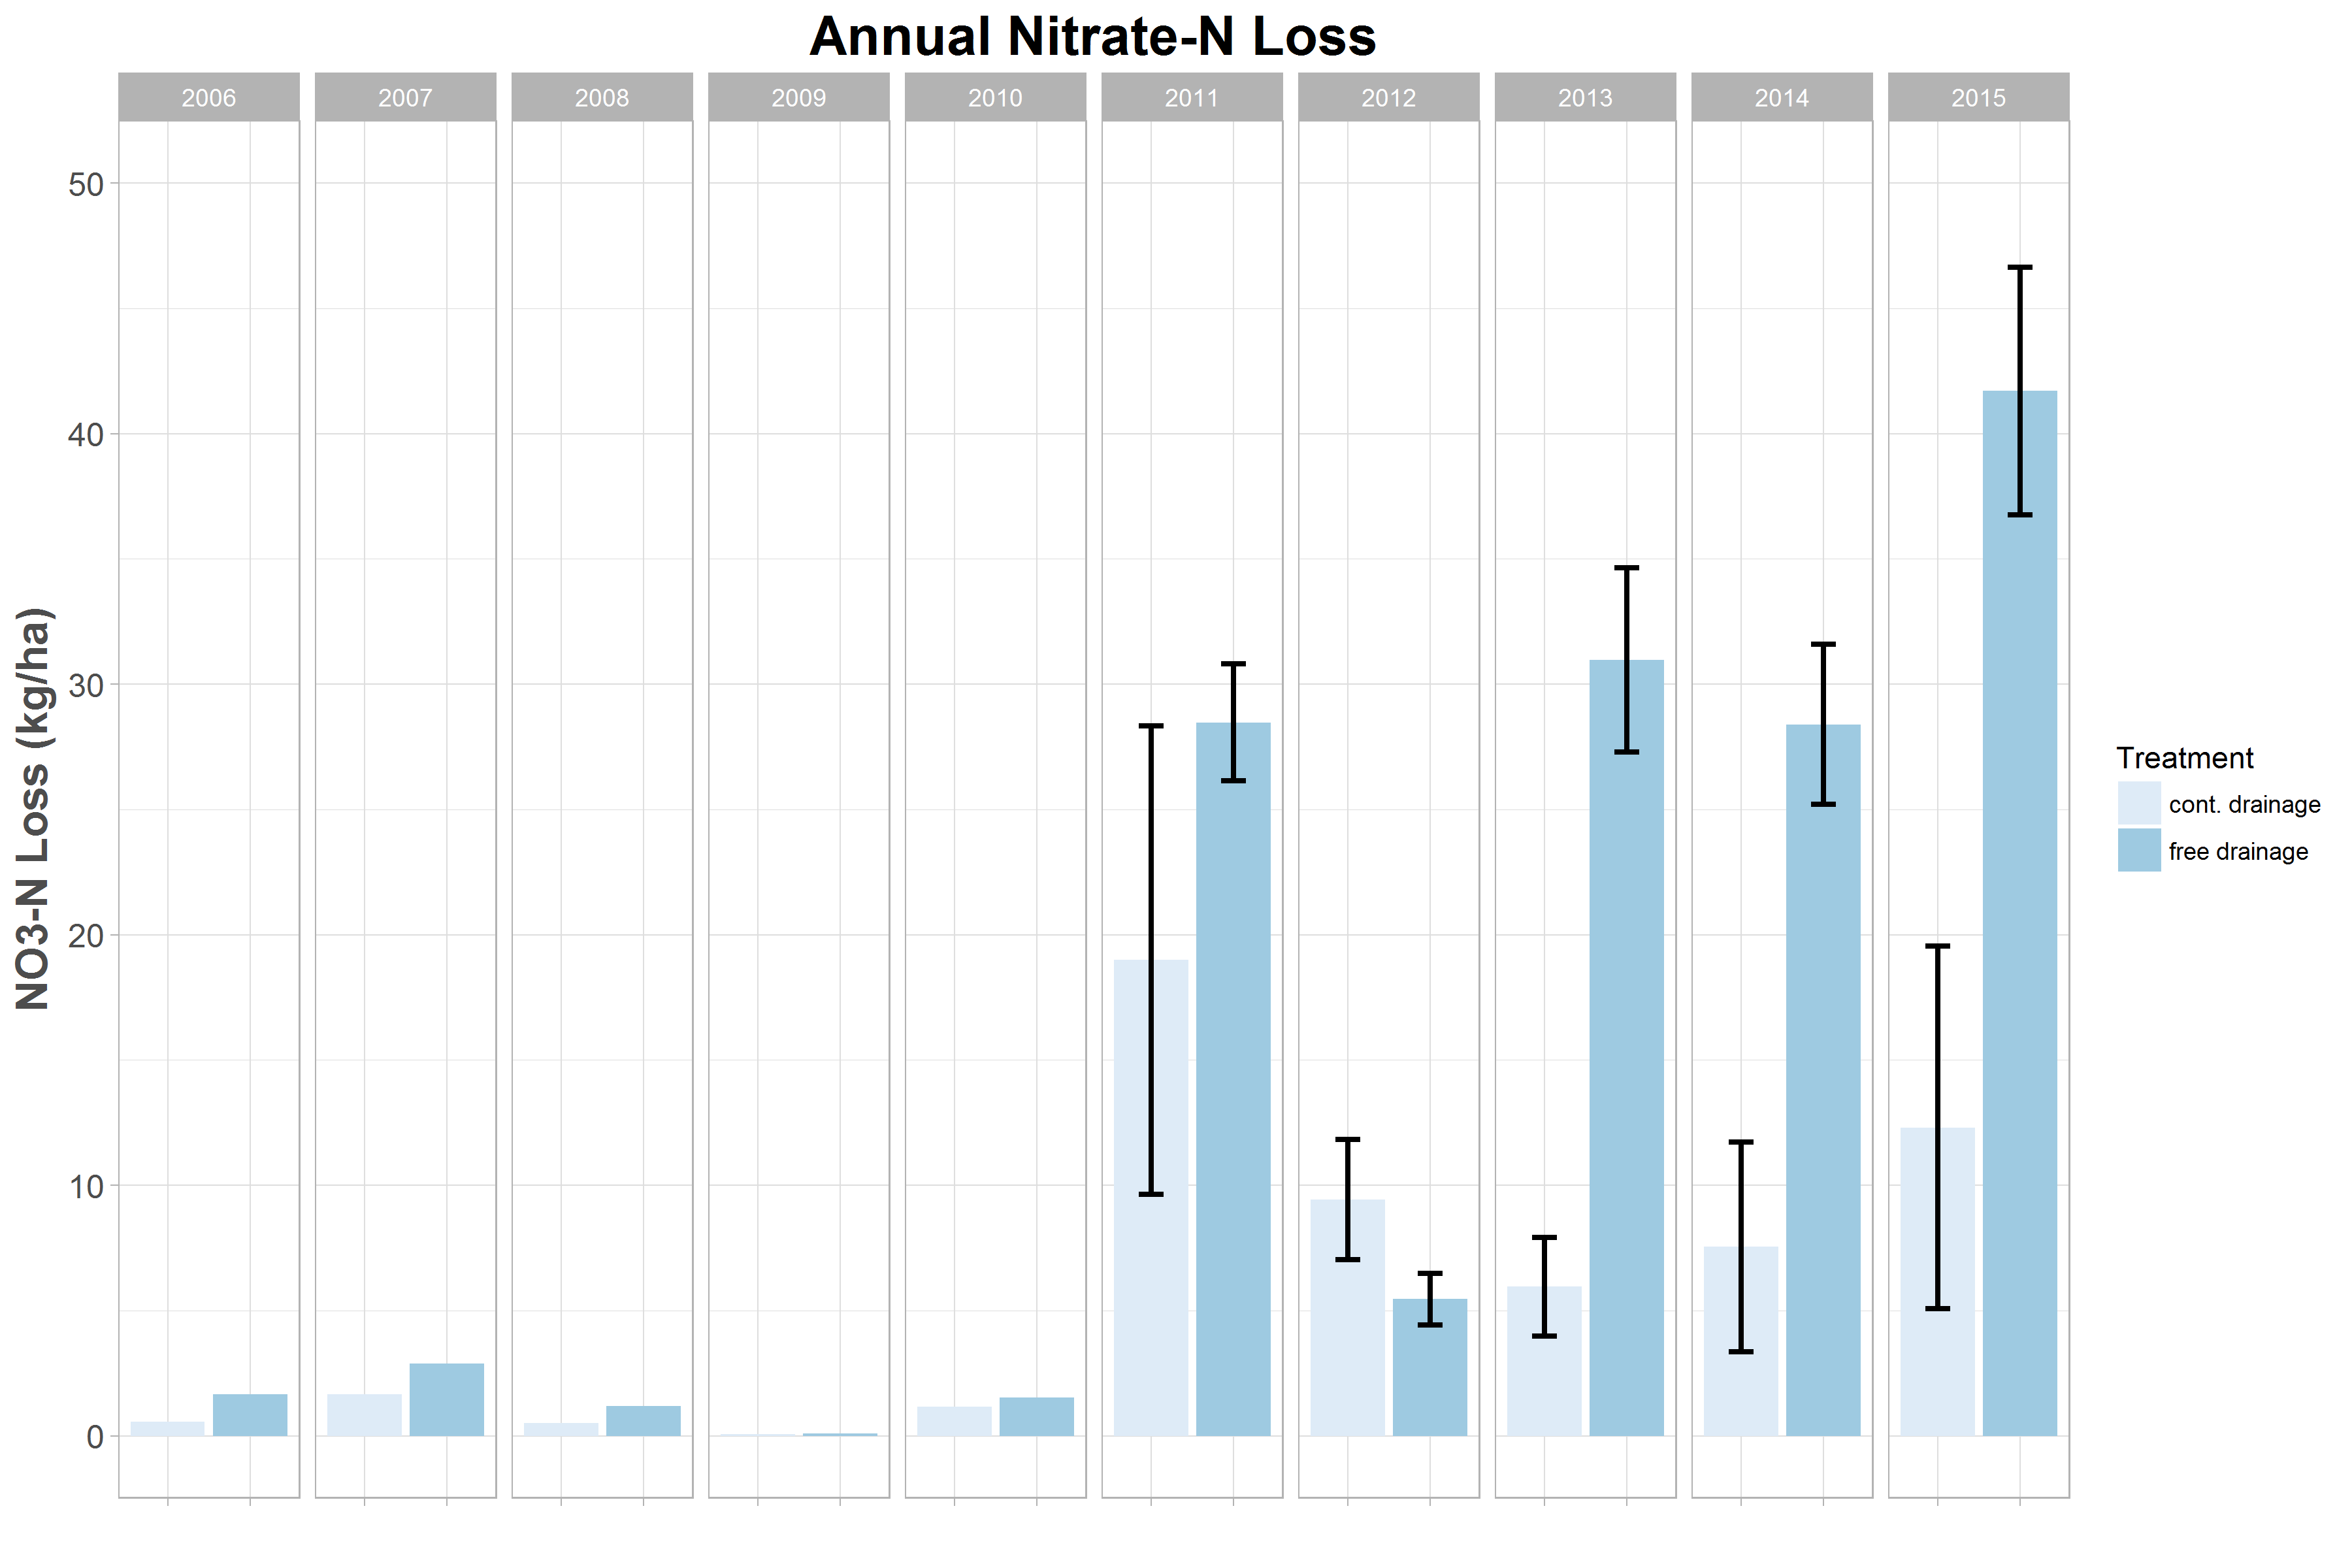 Annual Nitrate-N Loss
2006 2007 2008 2009 2010 2011 2012 2013 2014 2015
50
40
30
20
10
0
NO3-N Loss (kg/ha)
Treatment
cont. drainage
free drainage